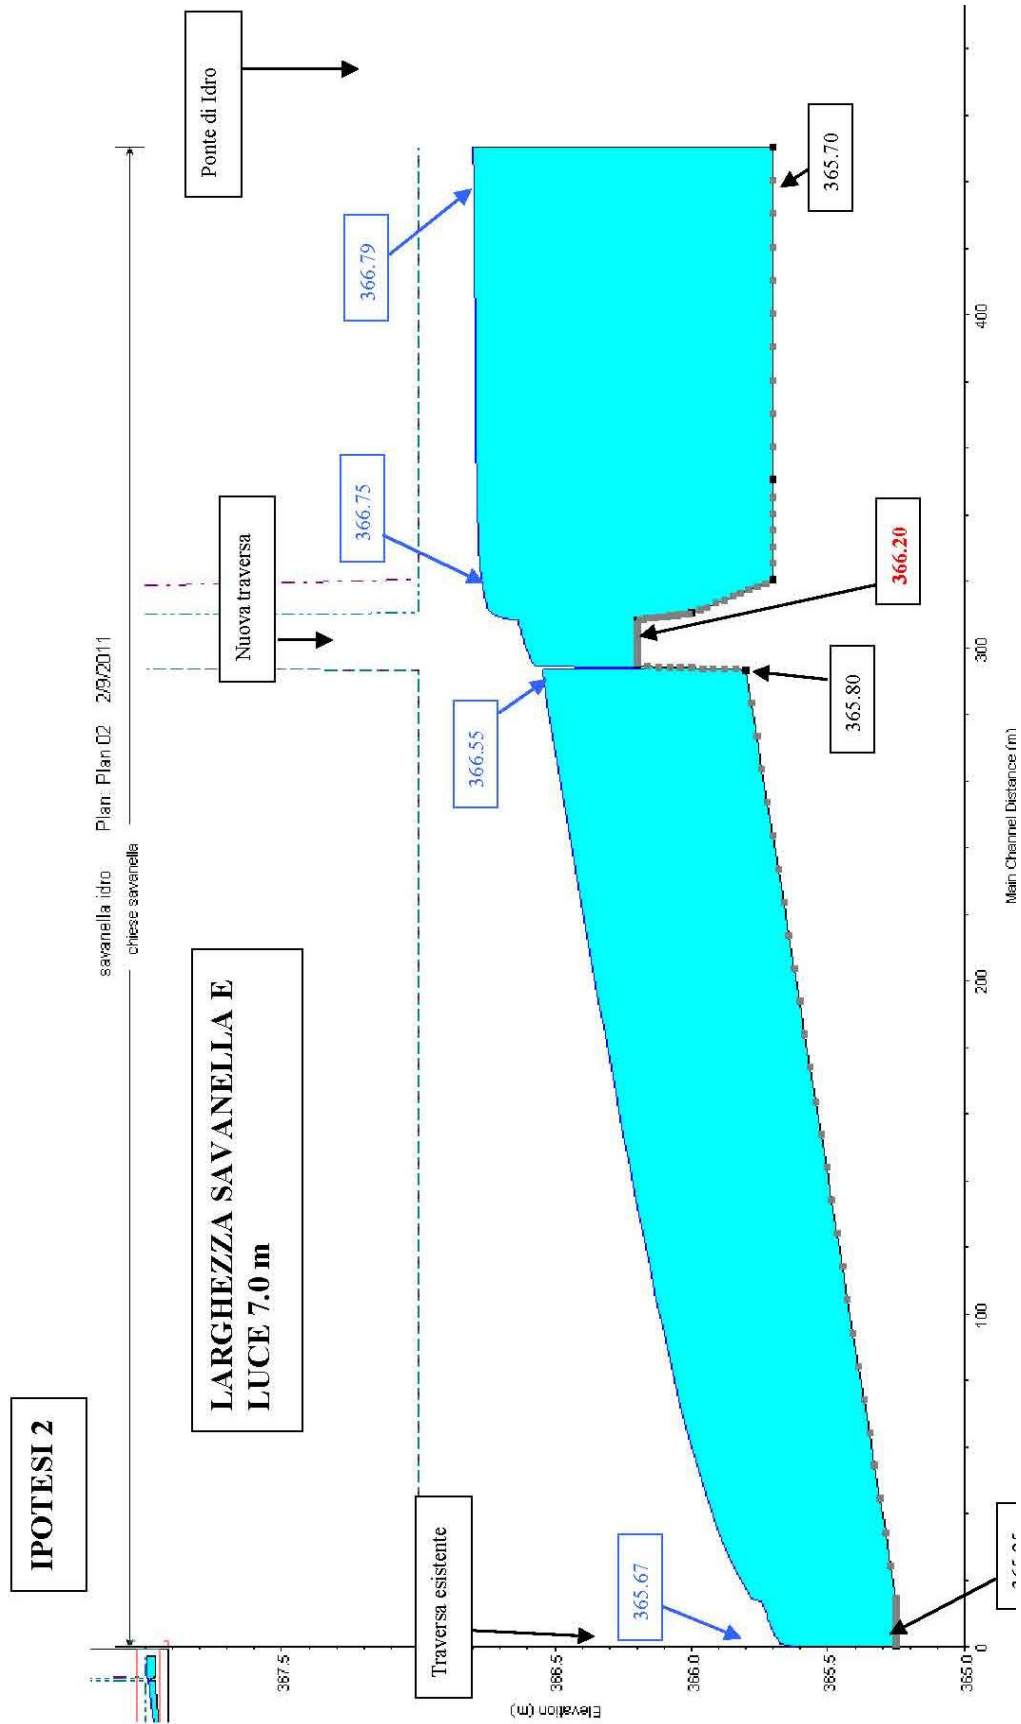 IPOTESI 2
savanella idro Plan: Plan 02 2/9/2011
chiese savanella
LARGHEZZA SAVANELLA E
LUCE 7.0 m
Ponte di Idro
Nuova traversa
Traversa esistente
366.79
366.75
366.55
365.67
366.20
365.80
365.70
367.5
366.5
366.0
365.5
365.0
Elevation (m)
0
100
200
300
400
Main Channel Distance (m)